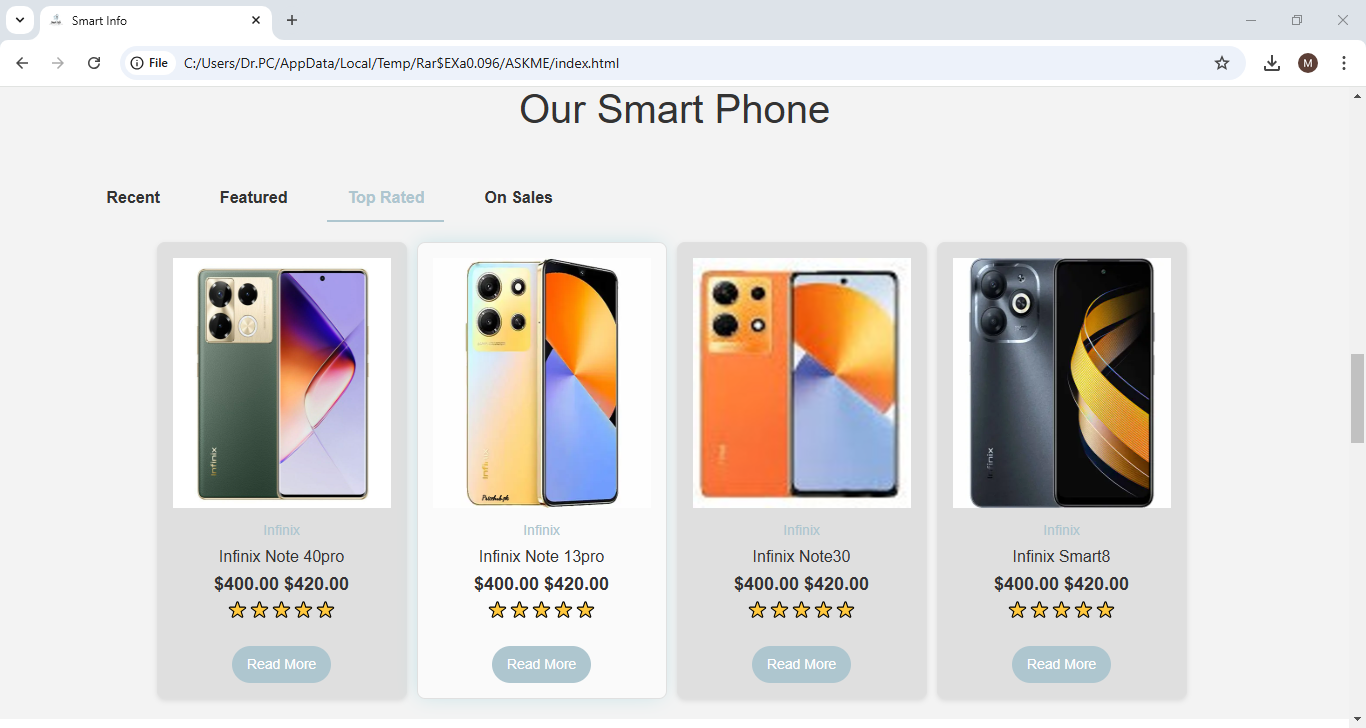 Smart Info
File C:/Users/Dr.PC/AppData/Local/Temp/Rar$EXa0.096/ASKME/index.html M
Our Smart Phone
Recent Featured Top Rated On Sales
Infinix
Infinix
Infinix
Infinix Infinix Infinix Infinix
Infinix Note 40pro Infinix Note 13pro Infinix Note30 Infinix Smart8
$400.00 $420.00 $400.00 $420.00 $400.00 $420.00 $400.00 $420.00
Read More Read More Read More Read More